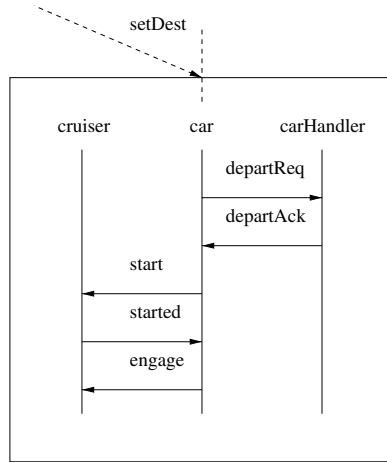 setDest
cruiser car carHandler
departReq
departAck
start
started
engage